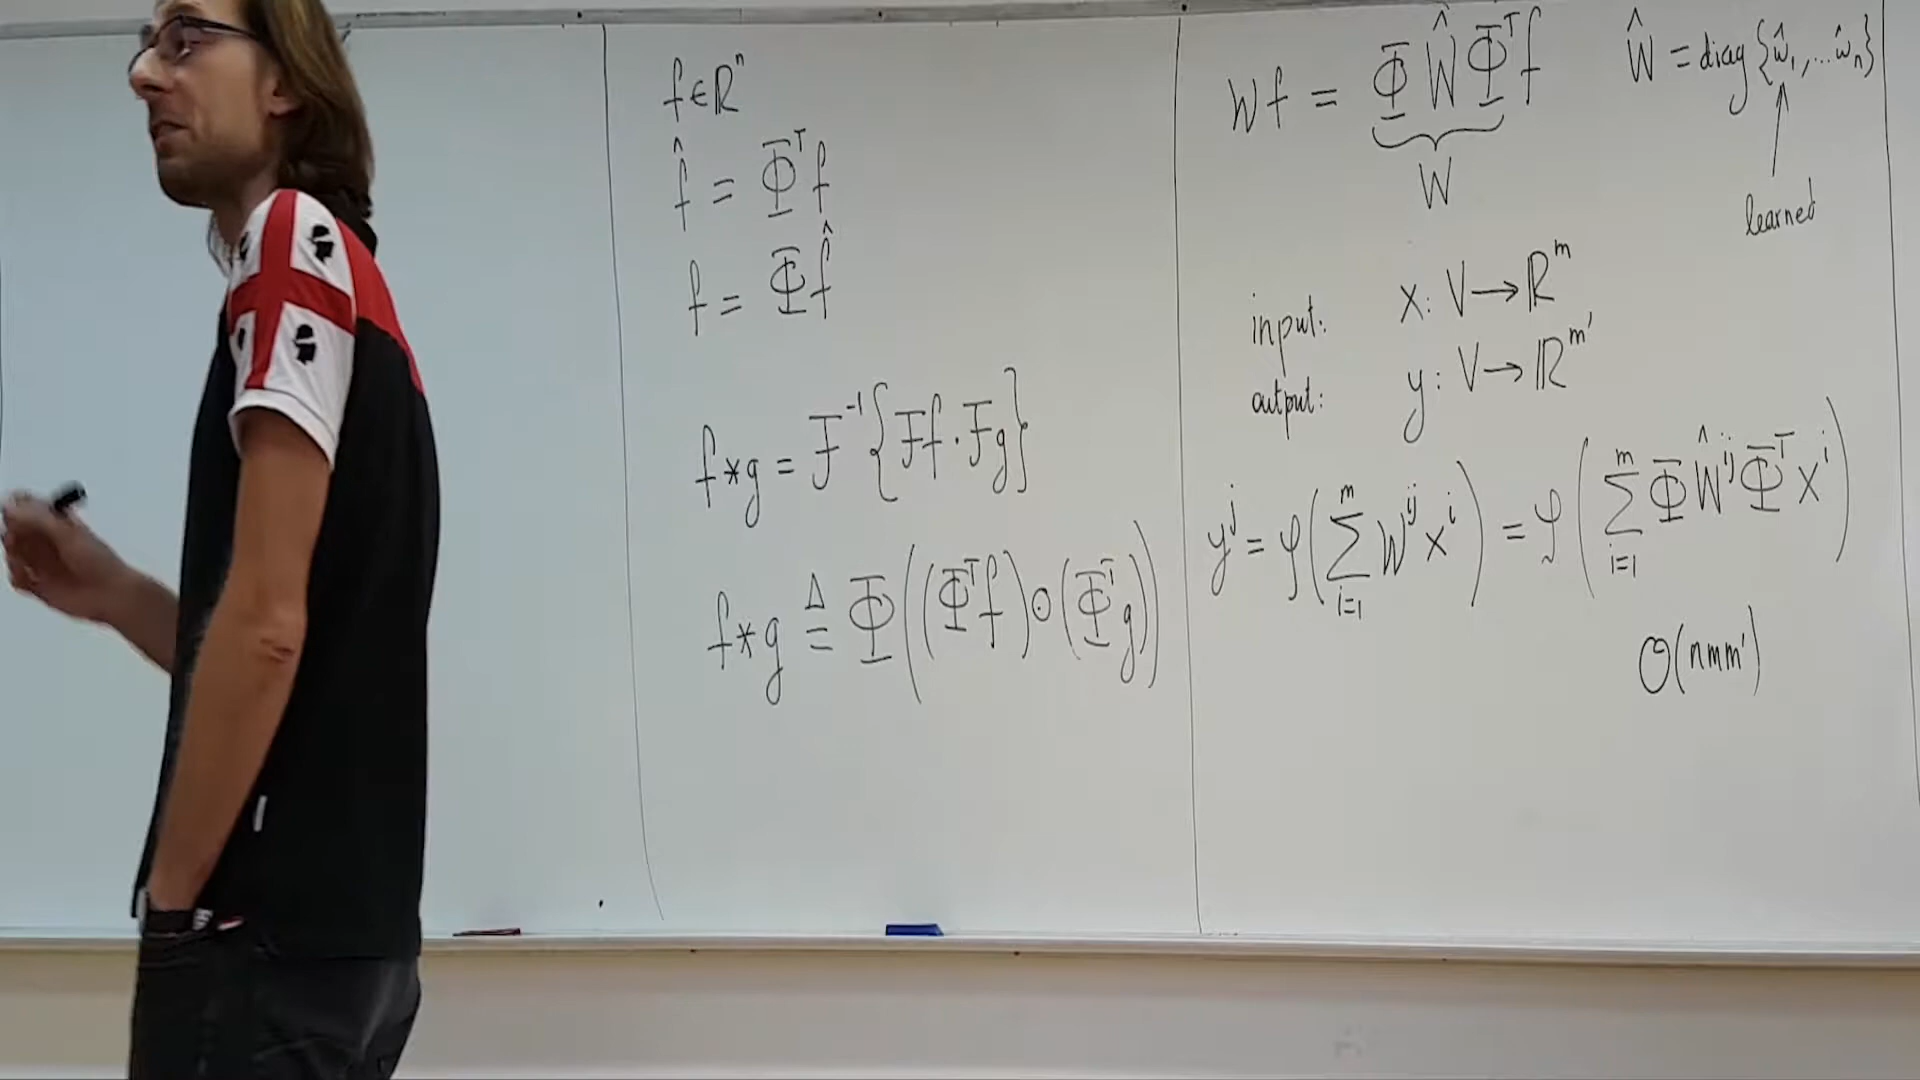 f ∈ ℝⁿ
f̂ = Φᵀf
f = Φf̂
f⋆g = F⁻¹{Ff · Fg}
f⋆g ≜ Φ((Φᵀf)⊙(Φᵀg))
Wf = ΦŴΦᵀf
W
Ŵ = diag{ŵ₁, ... ŵₙ}
learned
input: x: V → ℝᵐ
output: y: V → ℝᵐ'
yʲ = φ(∑ᵢ₌₁ᵐ Wⁱʲxⁱ) = φ(∑ᵢ₌₁ᵐ ΦŴⁱʲΦᵀxⁱ)
O(nmm')